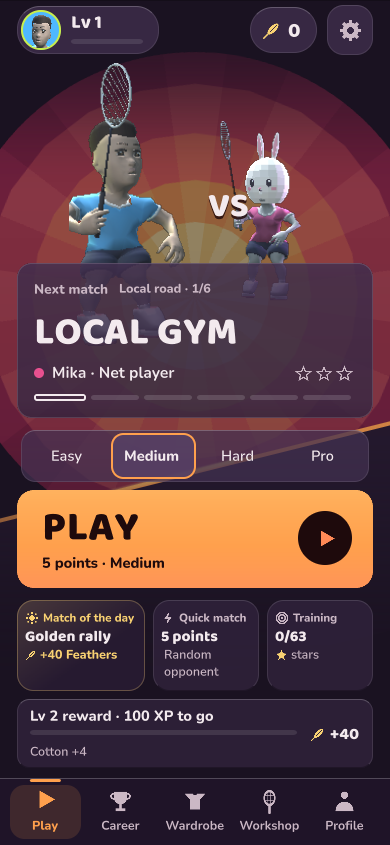 Lv 1
0
VS
Next match Local road · 1/6
LOCAL GYM
Mika · Net player
Easy Medium Hard Pro
PLAY
5 points · Medium
Match of the day
Golden rally
+40 Feathers
Quick match
5 points
Random
opponent
Training
0/63
stars
Lv 2 reward · 100 XP to go
+40
Cotton +4
Play Career Wardrobe Workshop Profile